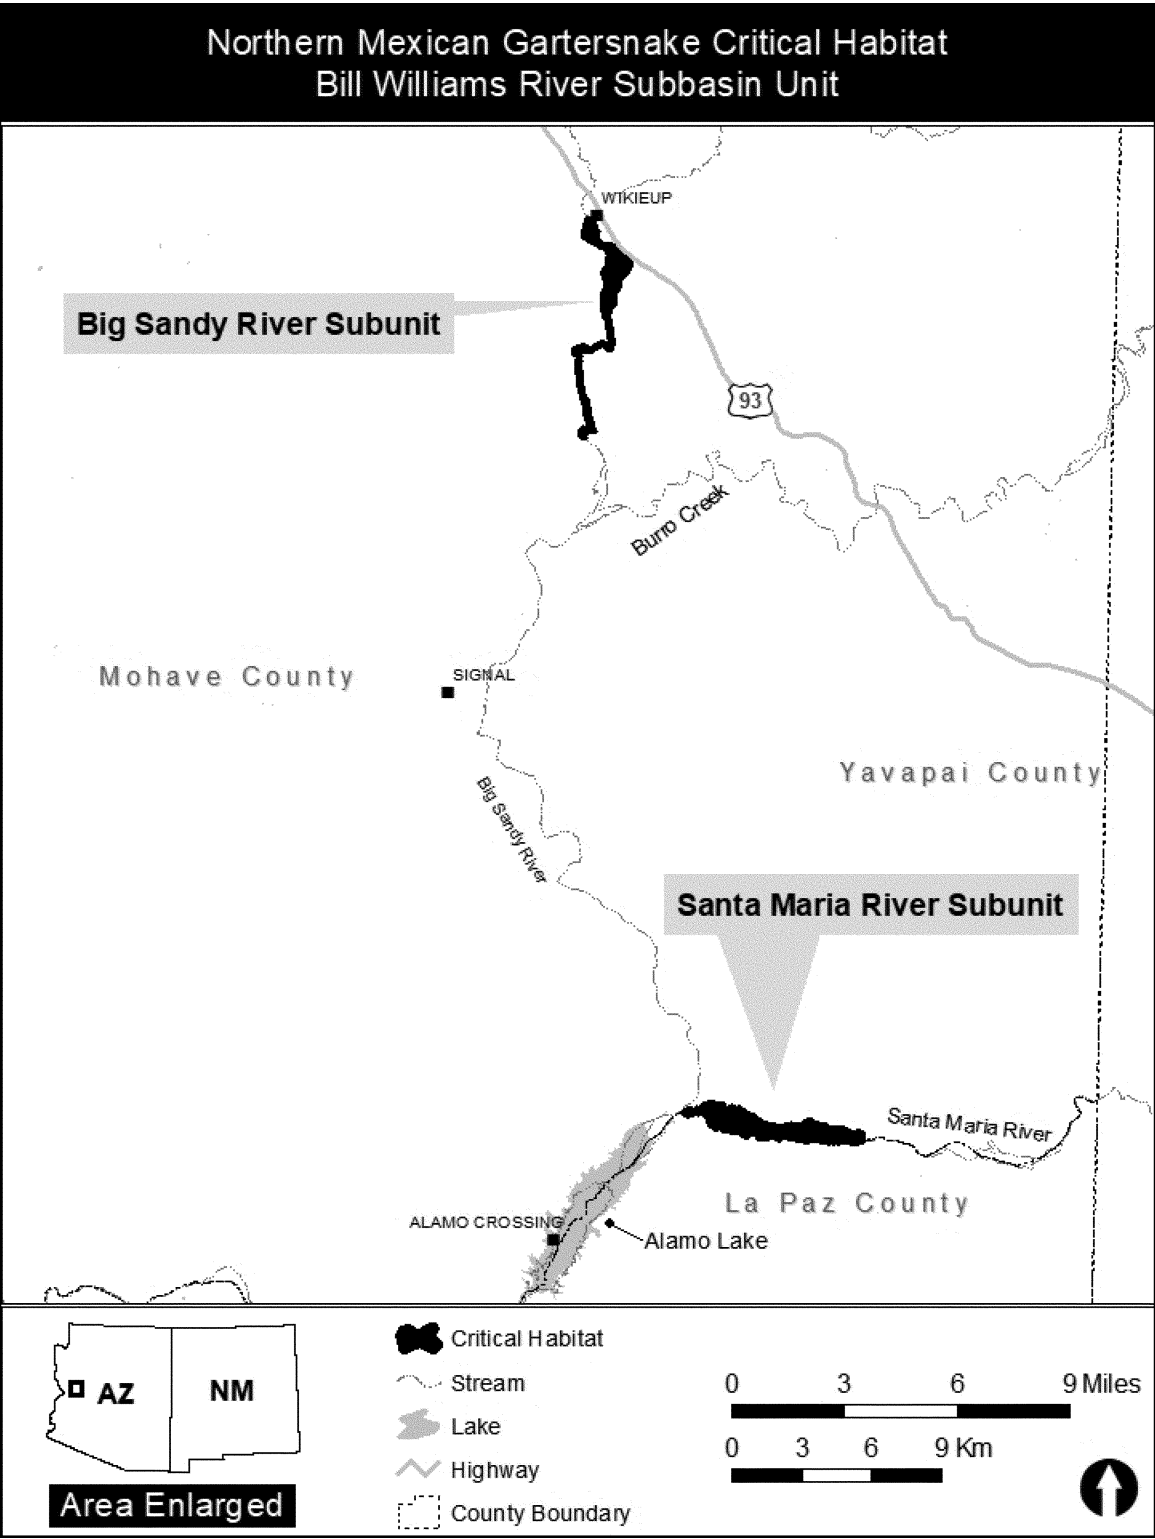 Northern Mexican Gartersnake Critical Habitat
Bill Williams River Subbasin Unit
WIKIEUP
Big Sandy River Subunit
93
Burro Creek
Mohave County
SIGNAL
Yavapai County
Big Sandy River
Santa Maria River Subunit
Santa Maria River
La Paz County
ALAMO CROSSING
Alamo Lake
AZ
NM
Area Enlarged
Critical Habitat
Stream
Lake
Highway
County Boundary
0 3 6 9 Miles
0 3 6 9 Km